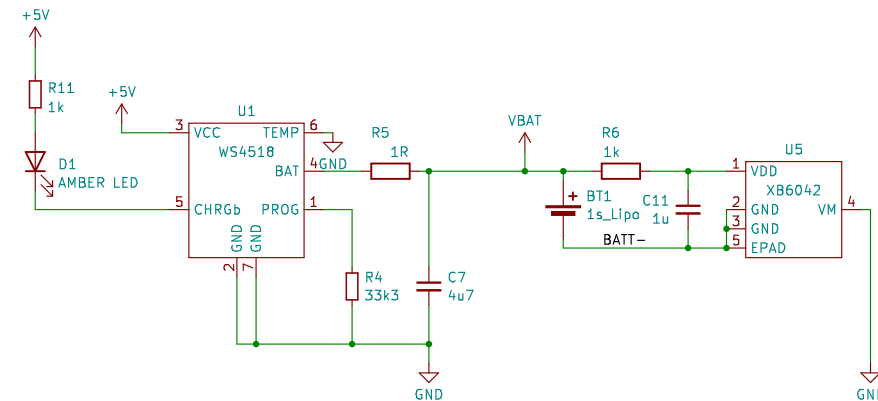 +5V
R11
1k
D1
AMBER LED
+5V
U1
WS4518
3
VCC
5
CHRGb
TEMP
6
GND
BAT
4
PROG
1
GND
GND
2
7
R5
1R
R4
33k3
C7
4u7
GND
VBAT
R6
1k
BT1
1s_Lipo
BATT-
C11
1u
U5
XB6042
1
VDD
2
GND
3
GND
5
EPAD
VM
4